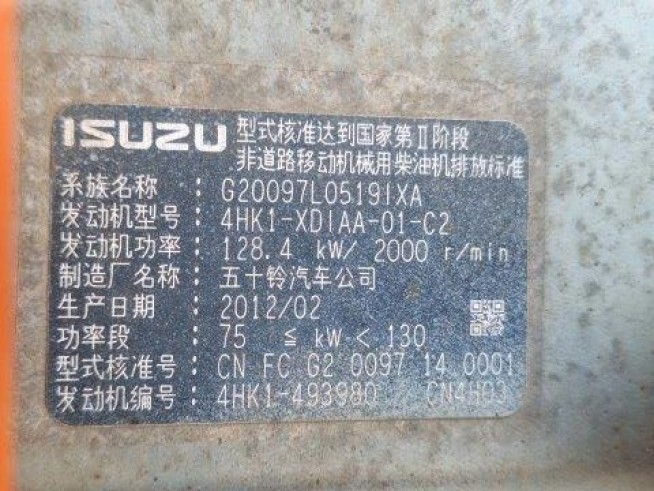 ISUZU 型式核准达到国家第Ⅱ阶段
非道路移动机械用柴油机排放标准
系族名称 : G20097L0519IXA
发动机型号: 4HK1-XDIAA-01-C2
发动机功率: 128.4 kW/ 2000 r/min
制造厂名称: 五十铃汽车公司
生产日期 : 2012/02
功率段 : 75 ≦ kW < 130
型式核准号: CN FC G2 0097 14 0001
发动机编号: 4HK1-493980 // CN4H03